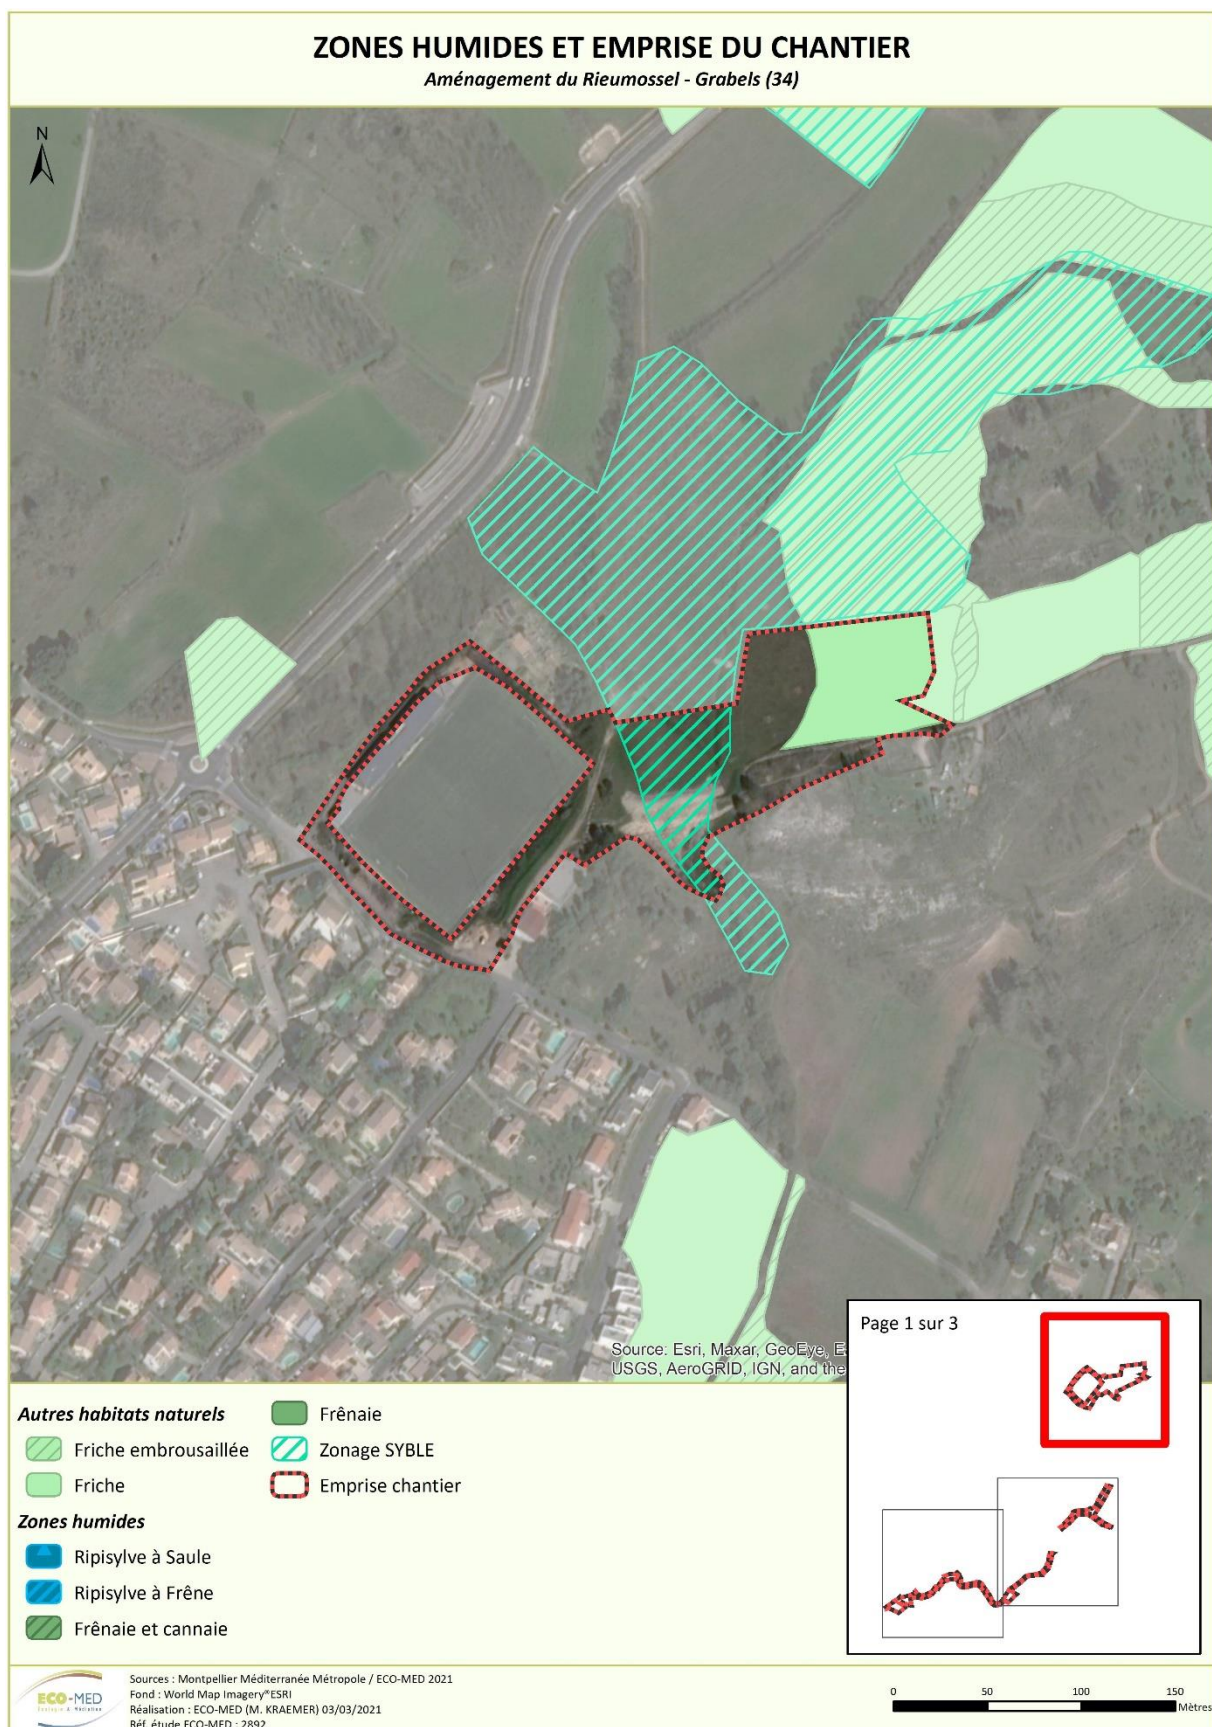 ZONES HUMIDES ET EMPRISE DU CHANTIER
Aménagement du Rieumossel - Grabels (34)
N
Source: Esri, Maxar, GeoEye,
USGS, AeroGRID, IGN, and the
Page 1 sur 3
Autres habitats naturels
Friche embrousaillée
Friche
Zones humides
Ripisylve à Saule
Ripisylve à Frêne
Frênaie et cannaie
Frênaie
Zonage SYBLE
Emprise chantier
ECO-MED
Ecologie & Médiation
Sources : Montpellier Méditerranée Métropole / ECO-MED 2021
Fond : World Map Imagery®ESRI
Réalisation : ECO-MED (M. KRAEMER) 03/03/2021
Réf. étude ECO-MED : 2892
0 50 100 150
Mètres